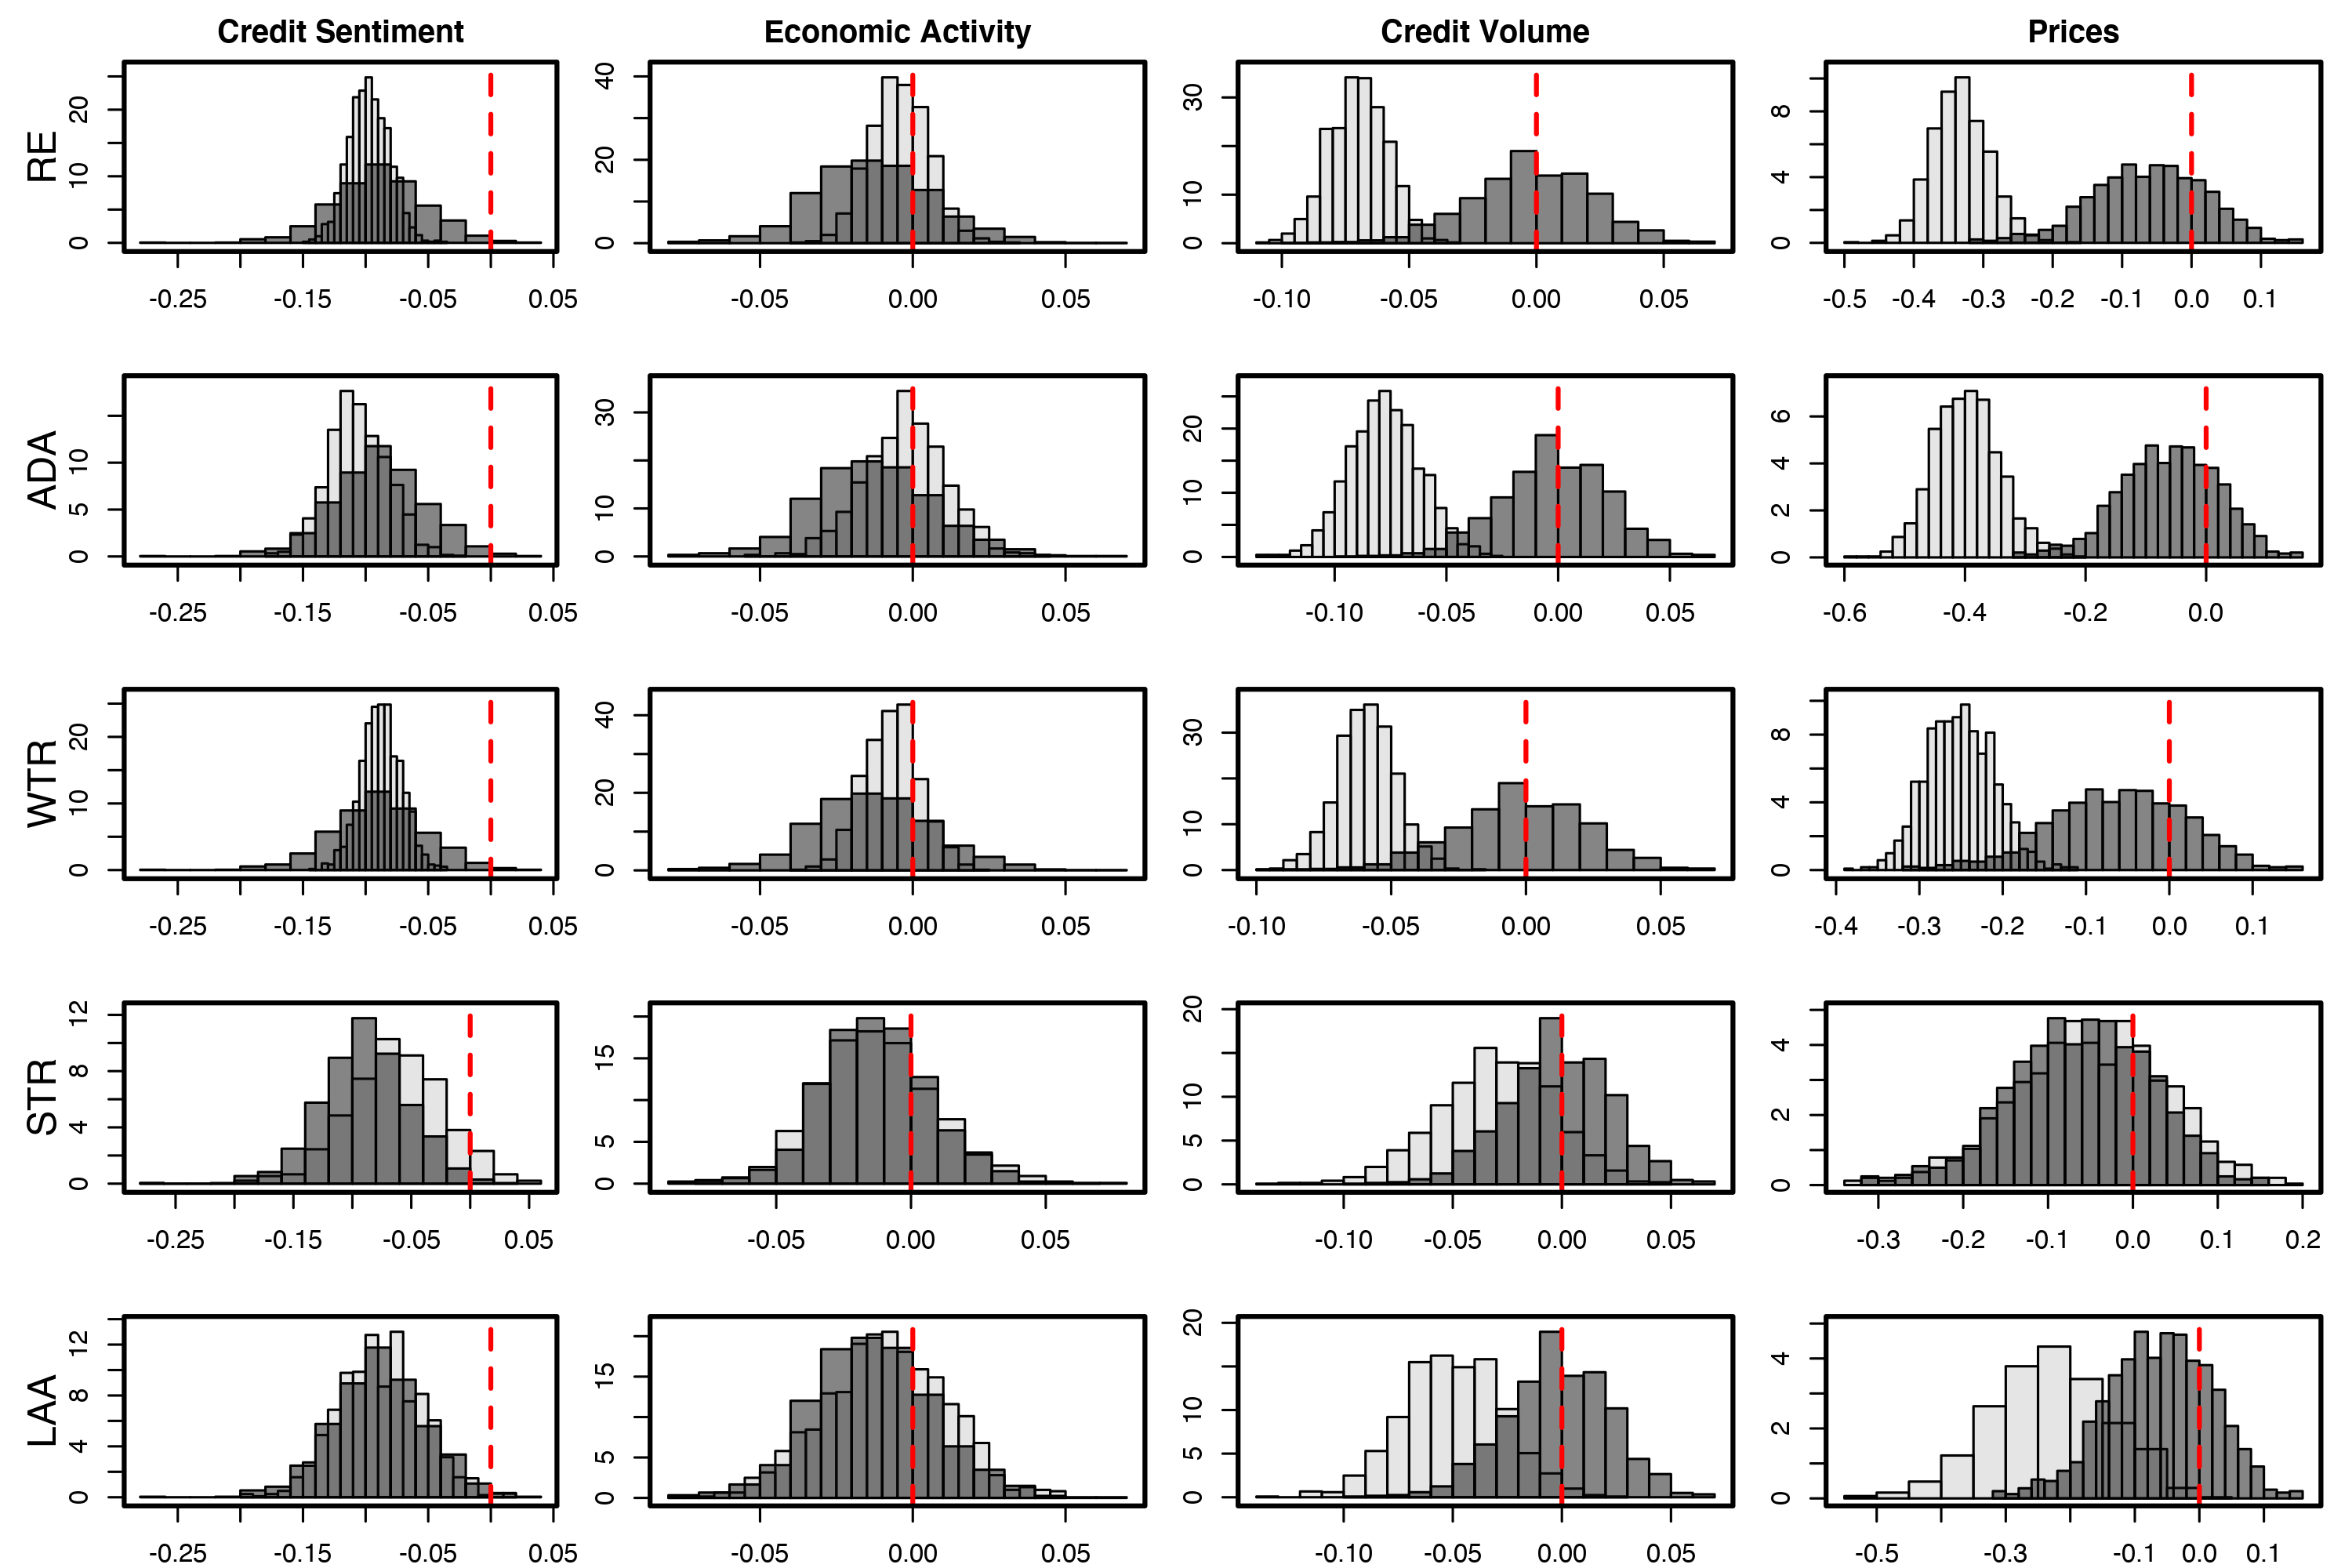 Credit Sentiment Economic Activity Credit Volume Prices
RE
0 10 20
0 20 40
0 10 30
0 4 8
-0.25 -0.15 -0.05 0.05
-0.05 0.00 0.05
-0.10 -0.05 0.00 0.05
-0.5 -0.4 -0.3 -0.2 -0.1 0.0 0.1
ADA
0 5 10
0 10 30
0 10 20
0 2 4 6
-0.25 -0.15 -0.05 0.05
-0.05 0.00 0.05
-0.10 -0.05 0.00 0.05
-0.6 -0.4 -0.2 0.0
WTR
0 10 20
0 20 40
0 10 30
0 4 8
-0.25 -0.15 -0.05 0.05
-0.05 0.00 0.05
-0.10 -0.05 0.00 0.05
-0.4 -0.3 -0.2 -0.1 0.0 0.1
STR
0 4 8 12
0 5 15
0 5 10 20
0 2 4
-0.25 -0.15 -0.05 0.05
-0.05 0.00 0.05
-0.10 -0.05 0.00 0.05
-0.3 -0.2 -0.1 0.0 0.1 0.2
LAA
0 4 8 12
0 5 15
0 5 10 20
0 2 4
-0.25 -0.15 -0.05 0.05
-0.05 0.00 0.05
-0.10 -0.05 0.00 0.05
-0.5 -0.3 -0.1 0.0 0.1